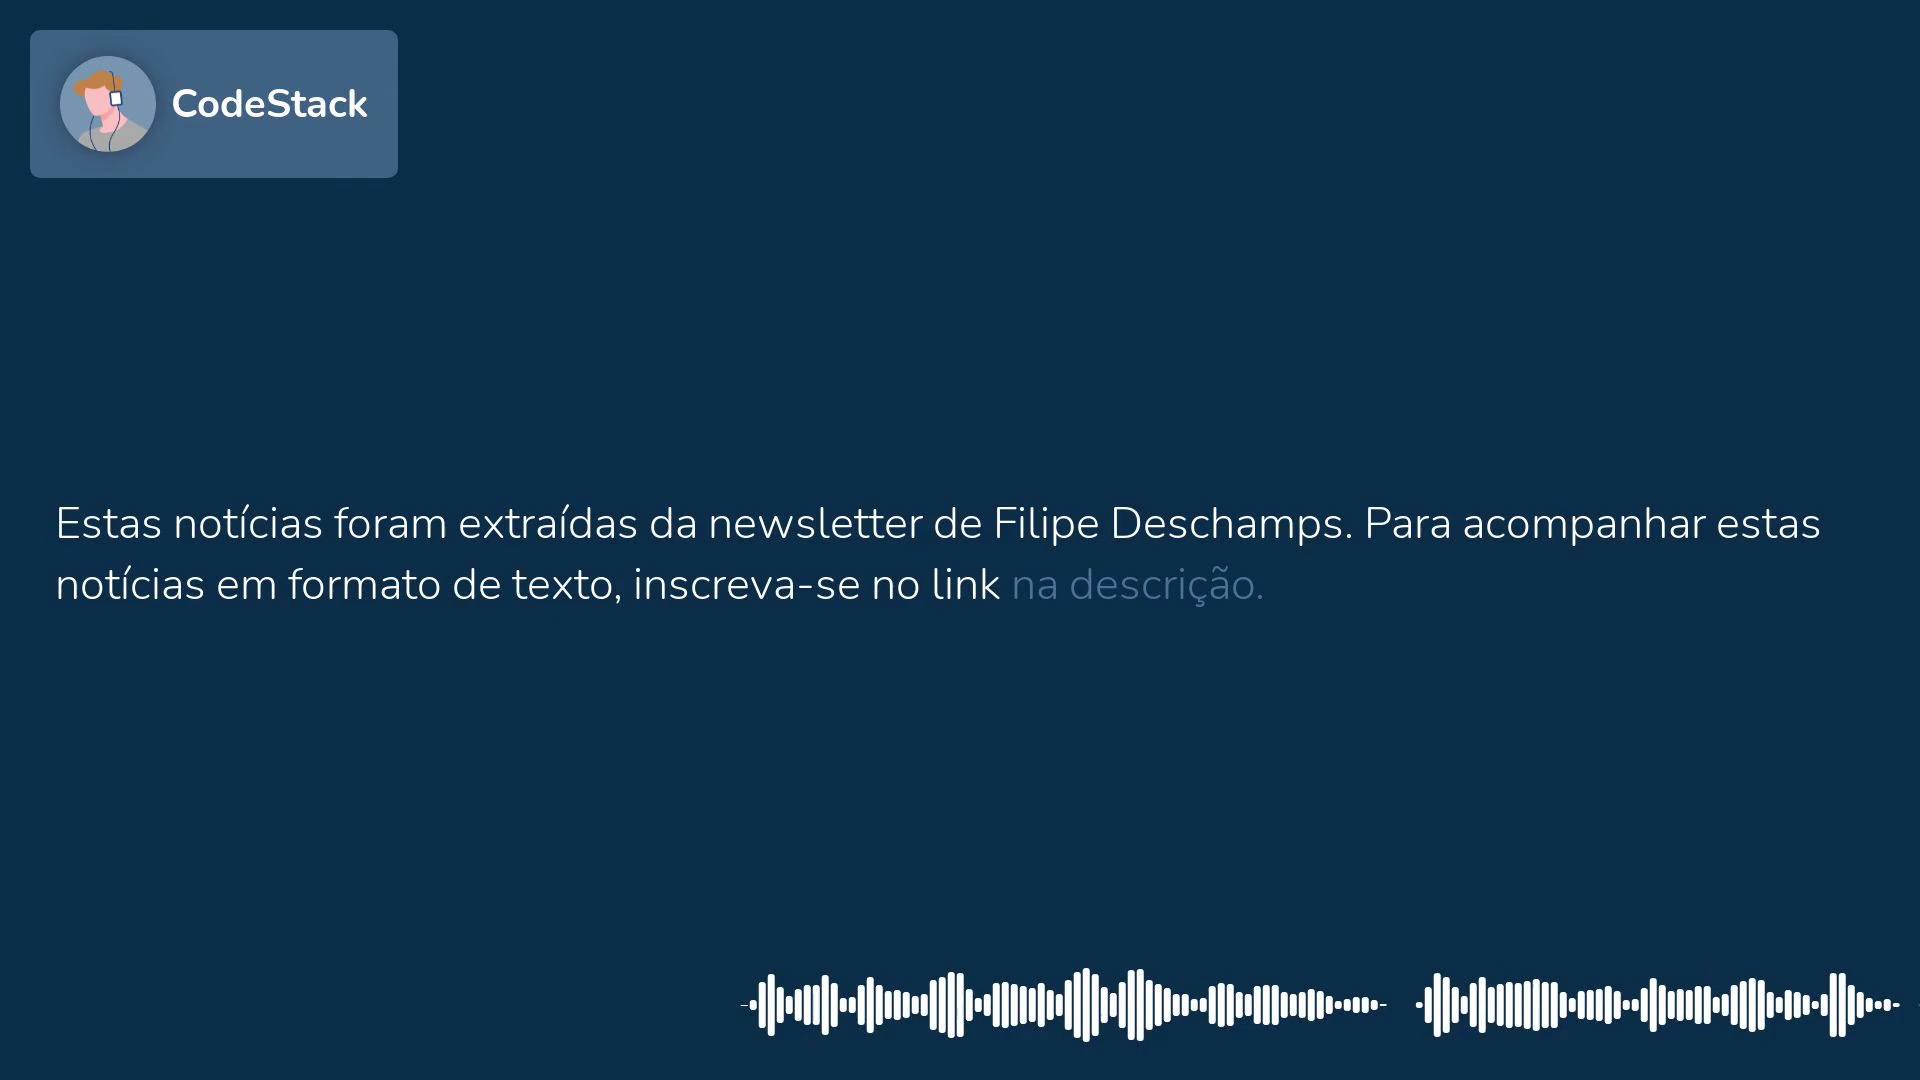 CodeStack
Estas notícias foram extraídas da newsletter de Filipe Deschamps. Para acompanhar estas
notícias em formato de texto, inscreva-se no link na descrição.